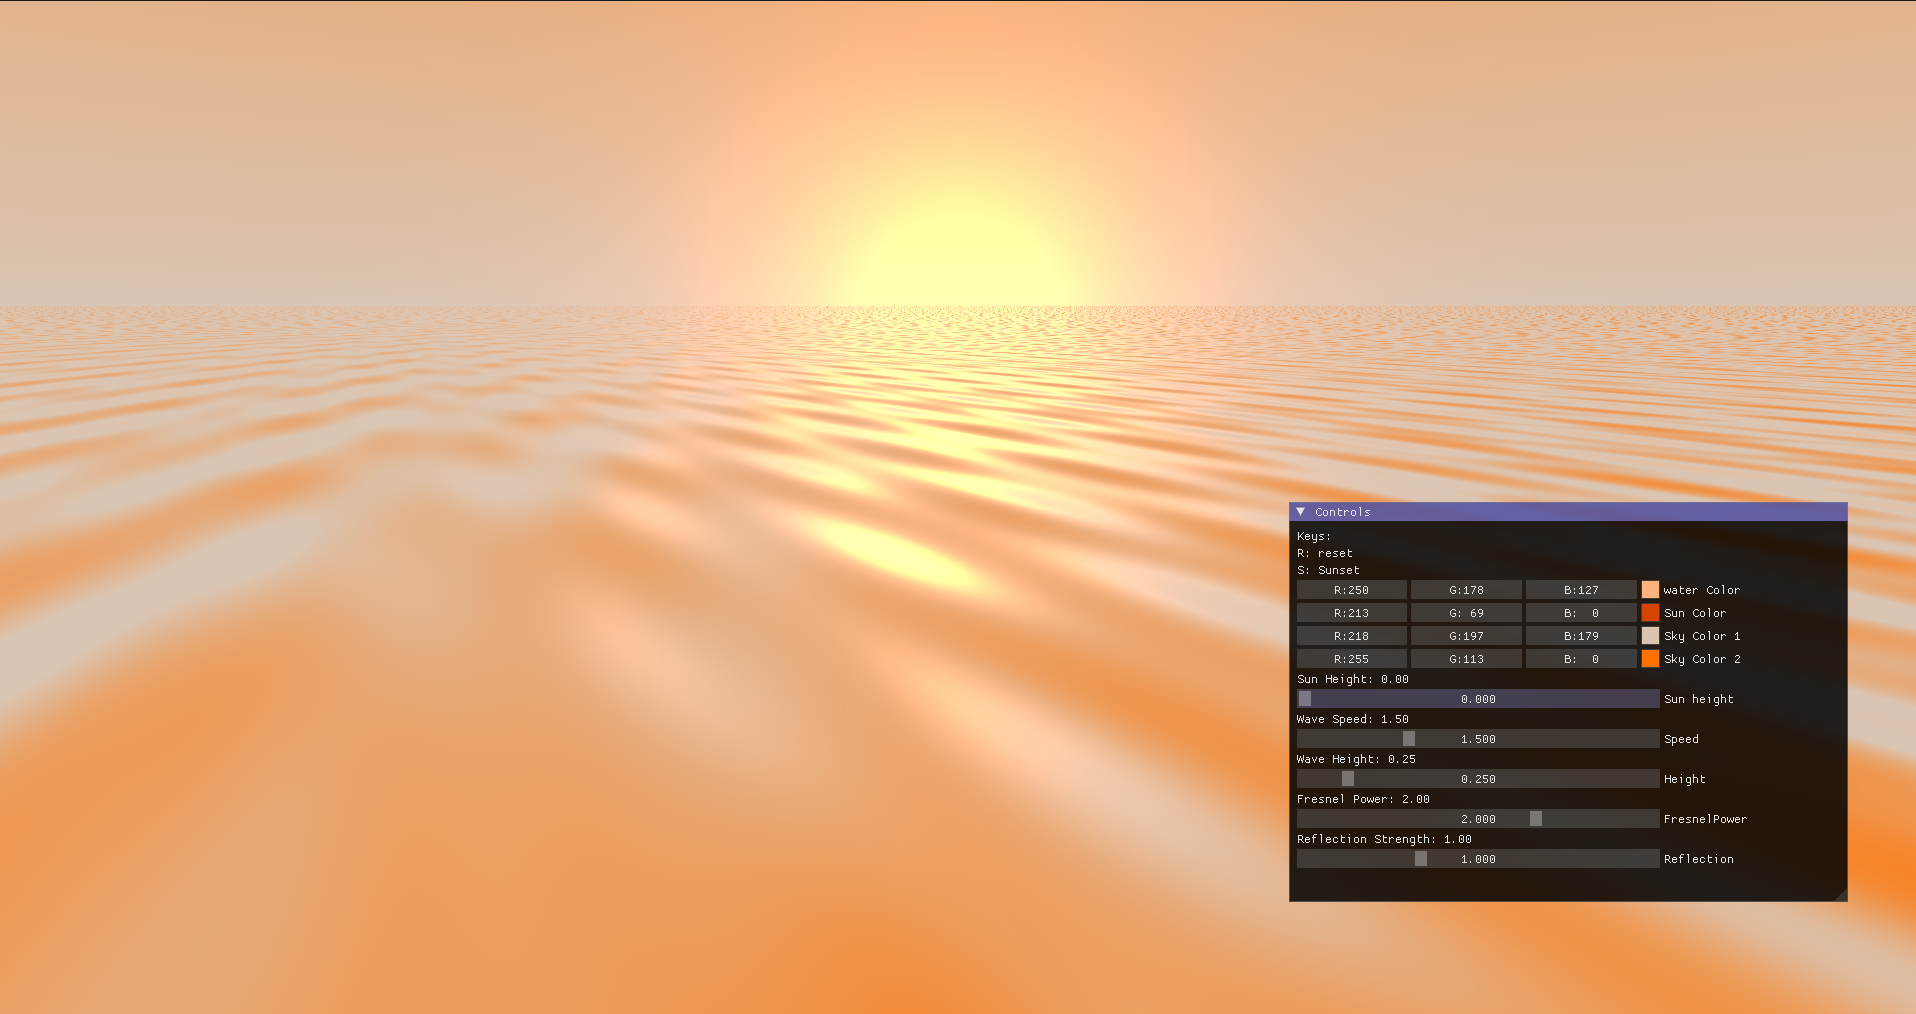 Controls
Keys:
R: reset
S: Sunset
R:250 G:178 B:127 water Color
R:213 G: 69 B:  0 Sun Color
R:218 G:197 B:179 Sky Color 1
R:255 G:113 B:  0 Sky Color 2
Sun Height: 0.00
0.000 Sun height
Wave Speed: 1.50
1.500 Speed
Wave Height: 0.25
0.250 Height
Fresnel Power: 2.00
2.000 FresnelPower
Reflection Strength: 1.00
1.000 Reflection